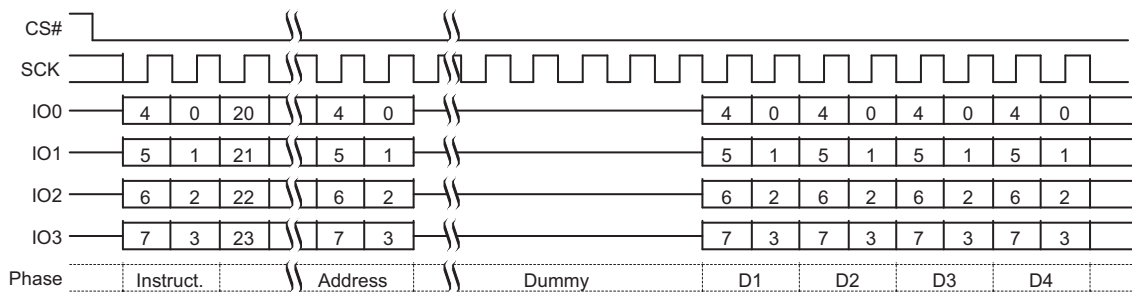 CS#
SCK
IO0 4 0 20 4 0 4 0 4 0 4 0 4 0
IO1 5 1 21 5 1 5 1 5 1 5 1 5 1
IO2 6 2 22 6 2 6 2 6 2 6 2 6 2
IO3 7 3 23 7 3 7 3 7 3 7 3 7 3
Phase Instruct. Address Dummy D1 D2 D3 D4